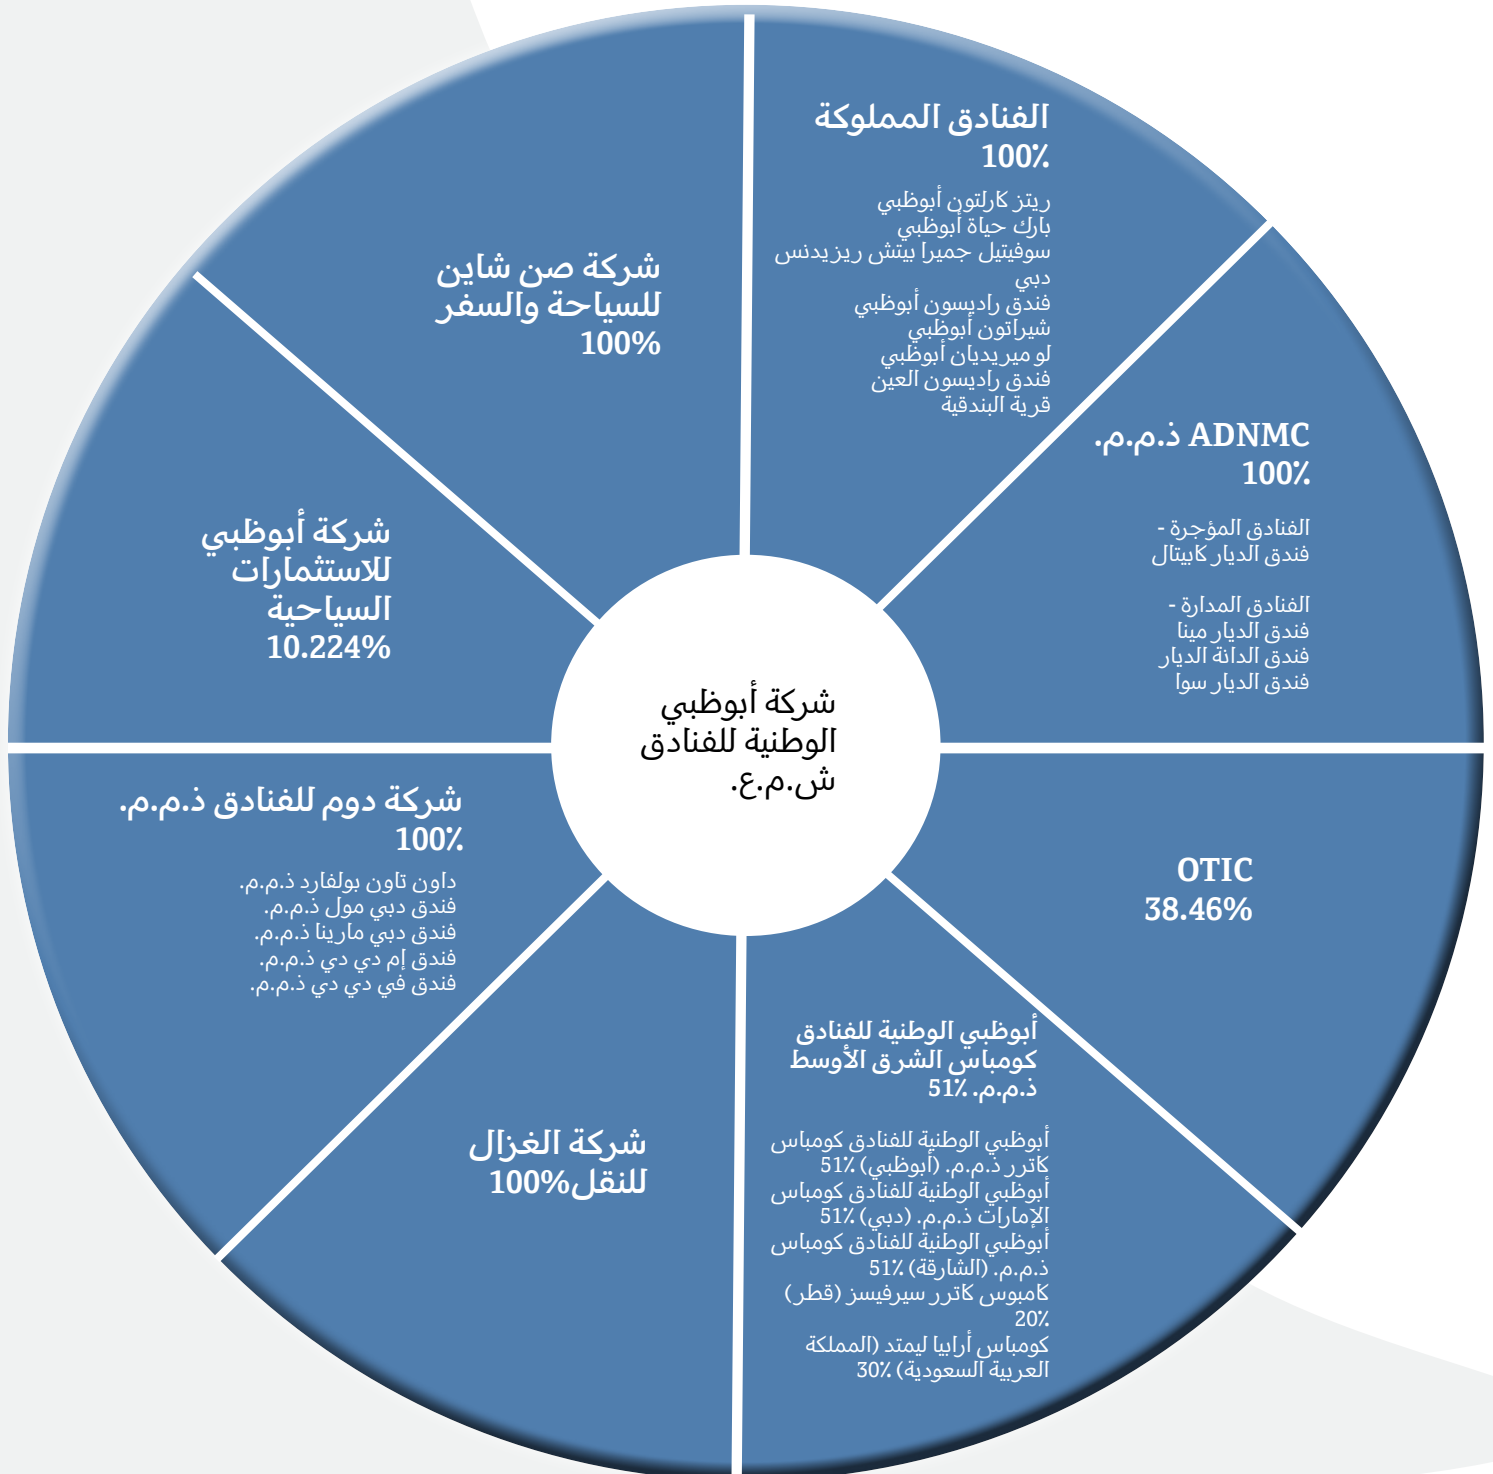 الفنادق المملوكة
100٪
ريتز كارلتون أبوظبي
بارك حياة أبوظبي
سوفيتيل جميرا بيتش ريزيدنس
دبي
فندق راديسون أبوظبي
شيراتون أبوظبي
لو ميريديان أبوظبي
فندق راديسون العين
قرية البندقية
ADNMC ذ.م.م.
100٪
الفنادق المؤجرة -
فندق الديار كابيتال
الفنادق المدارة -
فندق الديار مينا
فندق الدانة الديار
فندق الديار سوا
OTIC
38.46%
أبوظبي الوطنية للفنادق
كومباس الشرق الأوسط
ذ.م.م. 51٪
أبوظبي الوطنية للفنادق كومباس
كاترر ذ.م.م. (أبوظبي) 51٪
أبوظبي الوطنية للفنادق كومباس
الإمارات ذ.م.م. (دبي) 51٪
أبوظبي الوطنية للفنادق كومباس
ذ.م.م. (الشارقة) 51٪
كامبوس كاترر سيرفيسز (قطر)
20٪
كومباس أرابيا ليمتد (المملكة
العربية السعودية) 30٪
شركة الغزال
للنقل100%
شركة دوم للفنادق ذ.م.م.
100٪
داون تاون بولفارد ذ.م.م.
فندق دبي مول ذ.م.م.
فندق دبي مارينا ذ.م.م.
فندق إم دي دي ذ.م.م.
فندق في دي دي ذ.م.م.
شركة أبوظبي
للاستثمارات
السياحية
10.224%
شركة صن شاين
للسياحة والسفر
100%
شركة أبوظبي
الوطنية للفنادق
ش.م.ع.